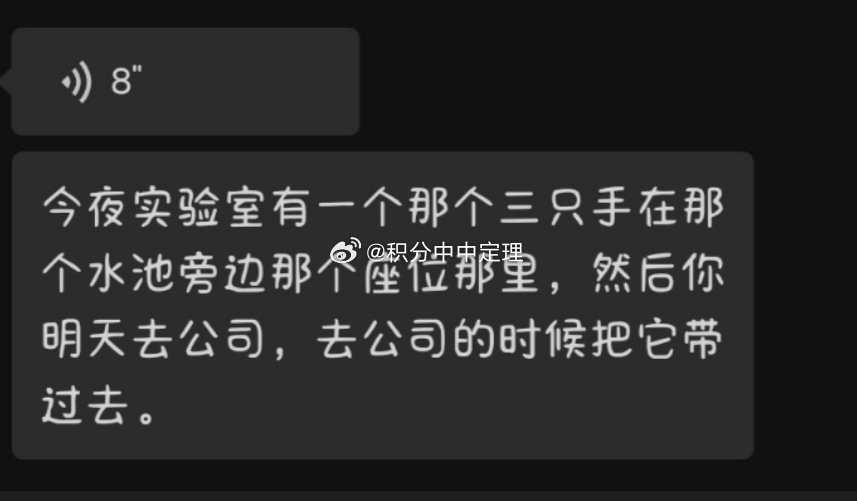 8"
今夜实验室有一个那个三只手在那
个水池旁边那个座位那里，然后你
明天去公司，去公司的时候把它带
过去。
@积分中中定理